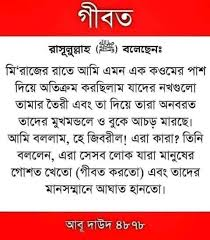 গীবত
রাসূলুল্লাহ (ﷺ) বলেছেনঃ
মি'রাজের রাতে আমি এমন এক কওমের পাশ
দিয়ে অতিক্রম করছিলাম যাদের নখগুলো
তামার তৈরী এবং তা দিয়ে তারা অনবরত
তাদের মুখমন্ডলে ও বুকে আচড় মারছে।
আমি বললাম, হে জিবরীল! এরা কারা? তিনি
বললেন, এরা সেসব লোক যারা মানুষের
গোশত খেতো (গীবত করতো) এবং তাদের
মানসম্মানে আঘাত হানতো।
আবূ দাউদ ৪৮৭৮